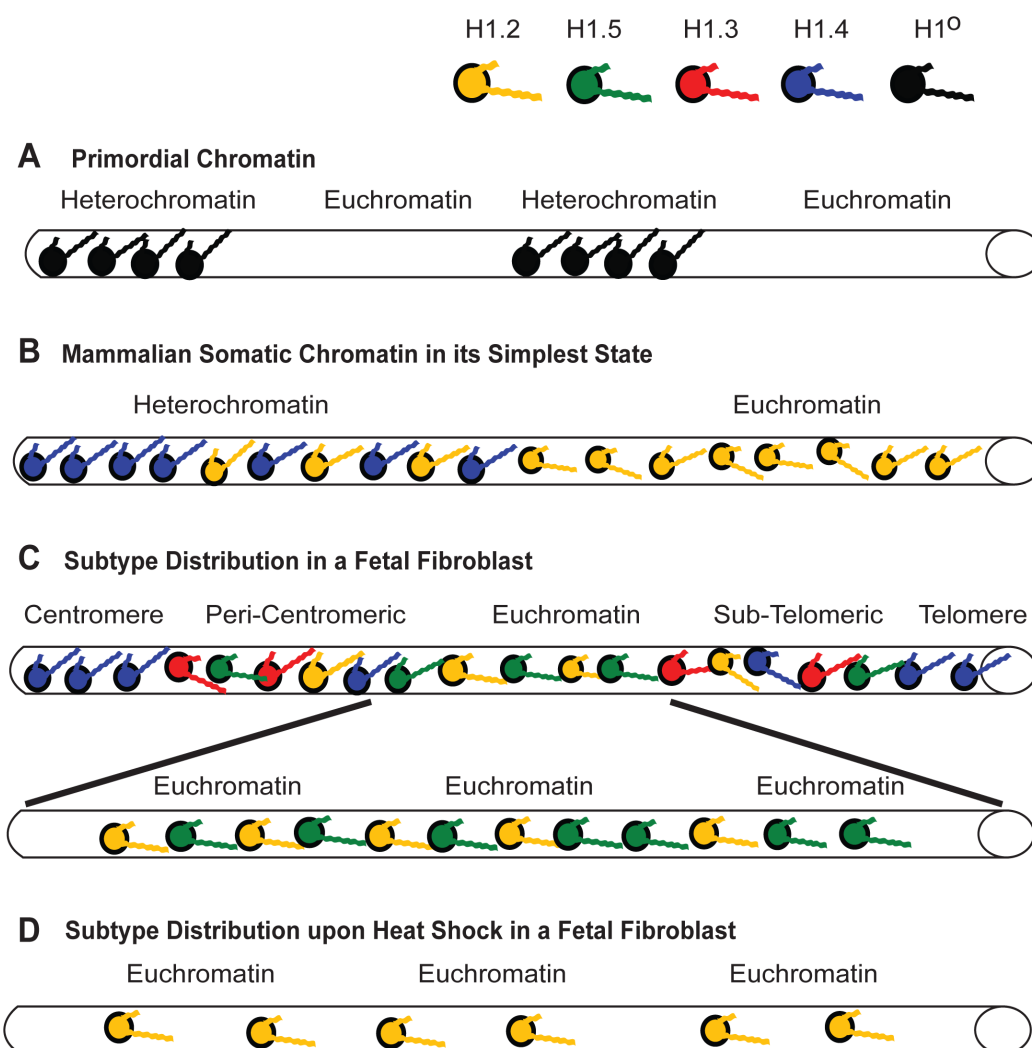 H1.2 H1.5 H1.3 H1.4 H1º
A Primordial Chromatin
Heterochromatin Euchromatin Heterochromatin Euchromatin
B Mammalian Somatic Chromatin in its Simplest State
Heterochromatin Euchromatin
C Subtype Distribution in a Fetal Fibroblast
Centromere Peri-Centromeric Euchromatin Sub-Telomeric Telomere
Euchromatin Euchromatin Euchromatin
D Subtype Distribution upon Heat Shock in a Fetal Fibroblast
Euchromatin Euchromatin Euchromatin